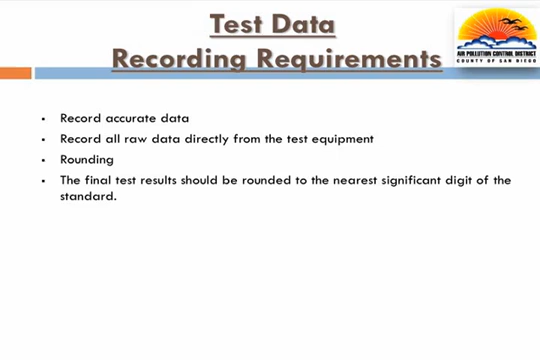 Test Data
Recording Requirements
AIR POLLUTION CONTROL DISTRICT
COUNTY OF SAN DIEGO
▪ Record accurate data
▪ Record all raw data directly from the test equipment
▪ Rounding
▪ The final test results should be rounded to the nearest significant digit of the
standard.